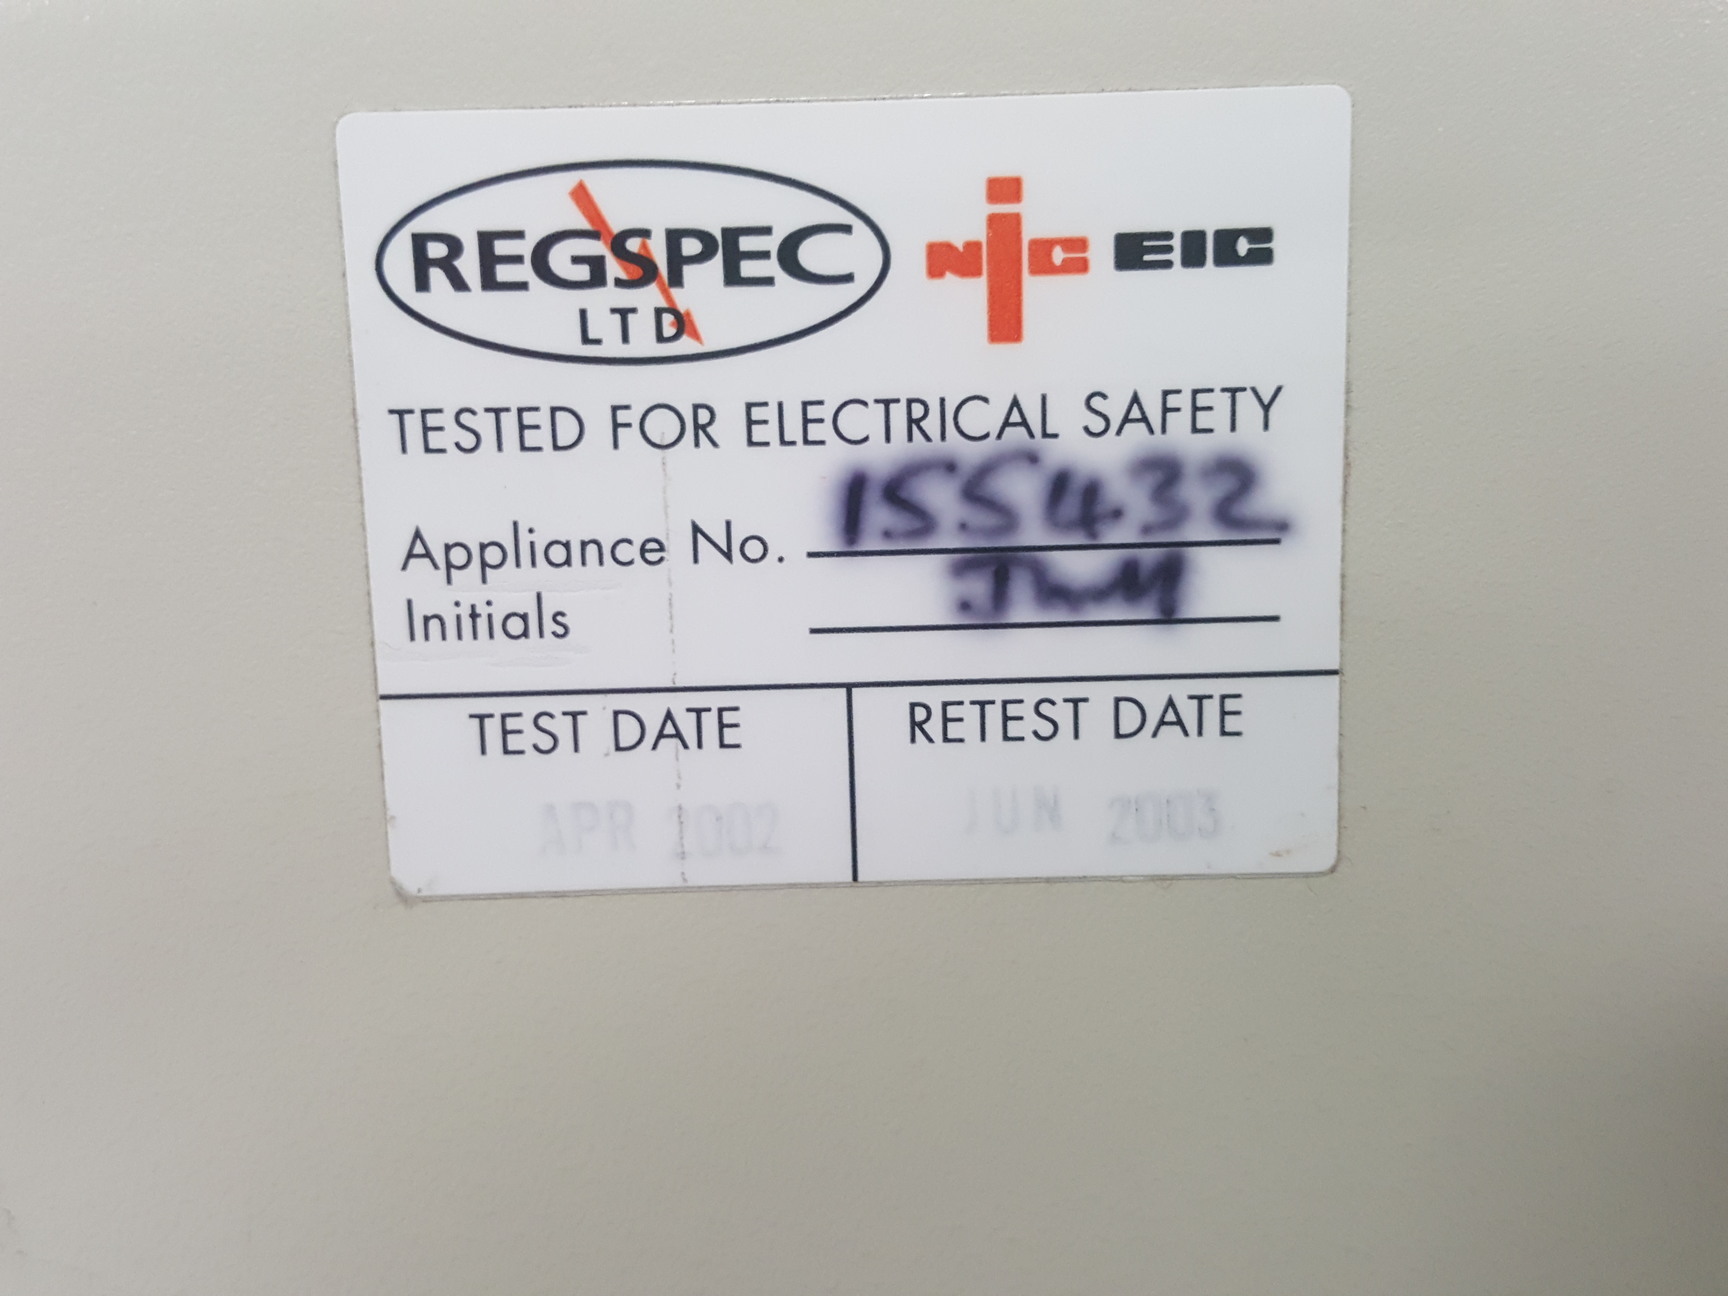 REGSPEC
LTD
NIC EIC
TESTED FOR ELECTRICAL SAFETY
Appliance No. 155432
Initials
TEST DATE
RETEST DATE
APR 2002
JUN 2003